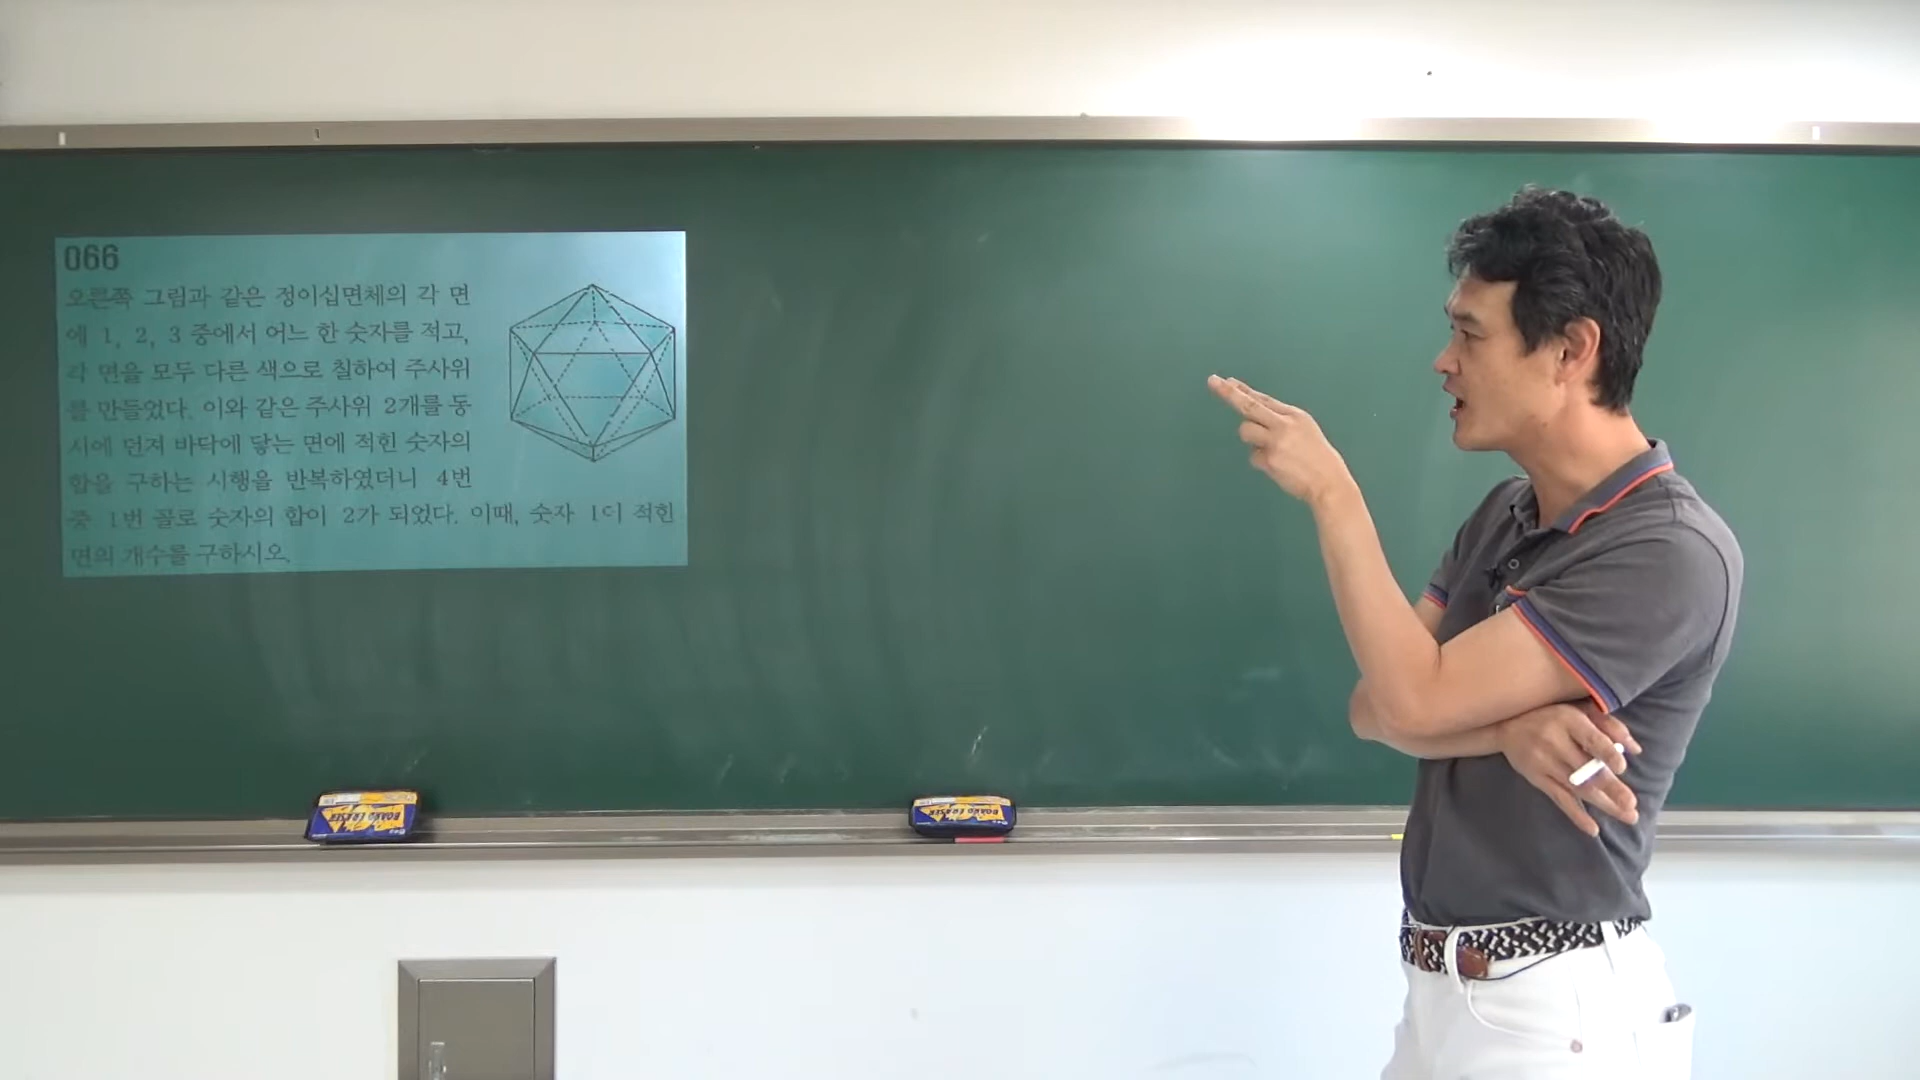 066
오른쪽 그림과 같은 정이십면체의 각 면
에 1, 2, 3 중에서 어느 한 숫자를 적고,
각 면을 모두 다른 색으로 칠하여 주사위
를 만들었다. 이와 같은 주사위 2개를 동
시에 던져 바닥에 닿는 면에 적힌 숫자의
합을 구하는 시행을 반복하였더니 4번
중 1번 꼴로 숫자의 합이 2가 되었다. 이때, 숫자 1이 적힌
면의 개수를 구하시오.
BOARD ERASER
BOARD ERASER